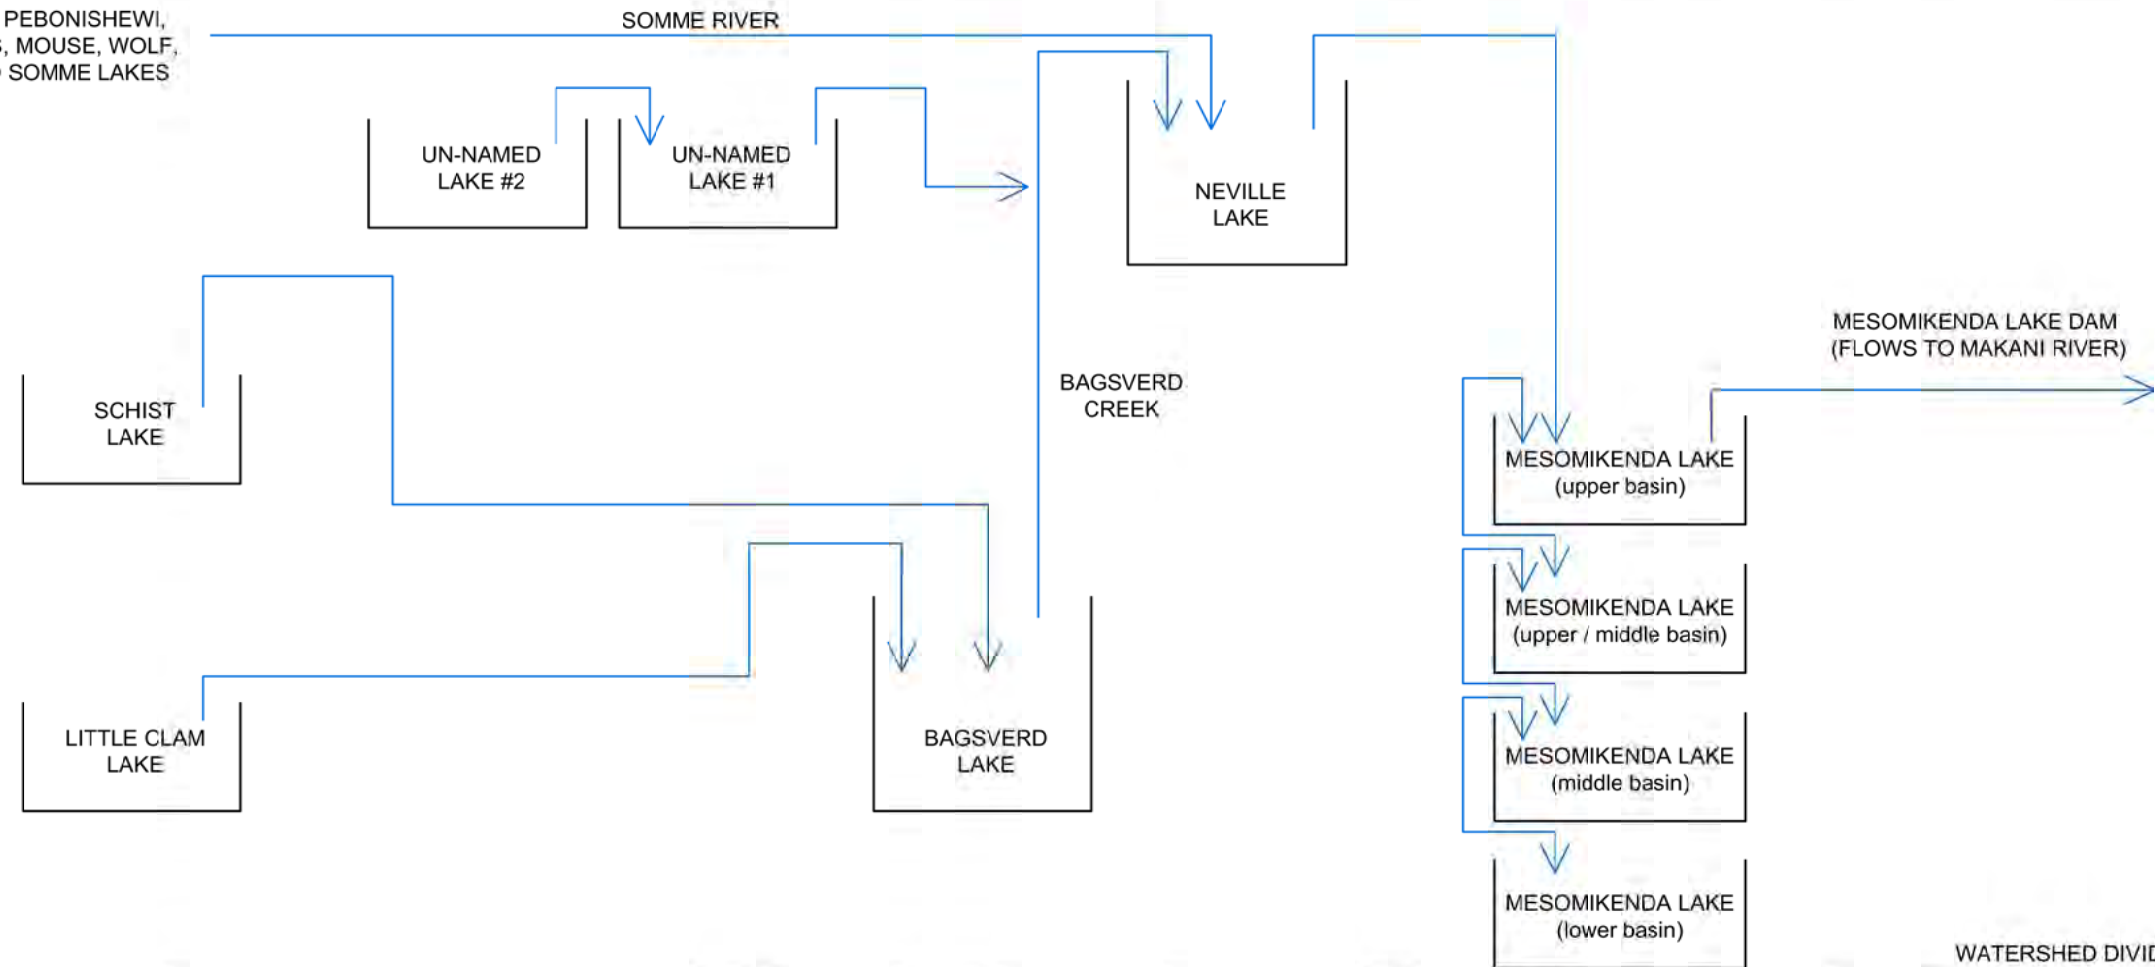 PEBONISHEWI,
, MOUSE, WOLF,
SOMME LAKES
SOMME RIVER
UN-NAMED
LAKE #2
UN-NAMED
LAKE #1
NEVILLE
LAKE
SCHIST
LAKE
BAGSVERD
CREEK
MESOMIKENDA LAKE DAM
(FLOWS TO MAKANI RIVER)
MESOMIKENDA LAKE
(upper basin)
MESOMIKENDA LAKE
(upper / middle basin)
LITTLE CLAM
LAKE
BAGSVERD
LAKE
MESOMIKENDA LAKE
(middle basin)
MESOMIKENDA LAKE
(lower basin)
WATERSHED DIVID